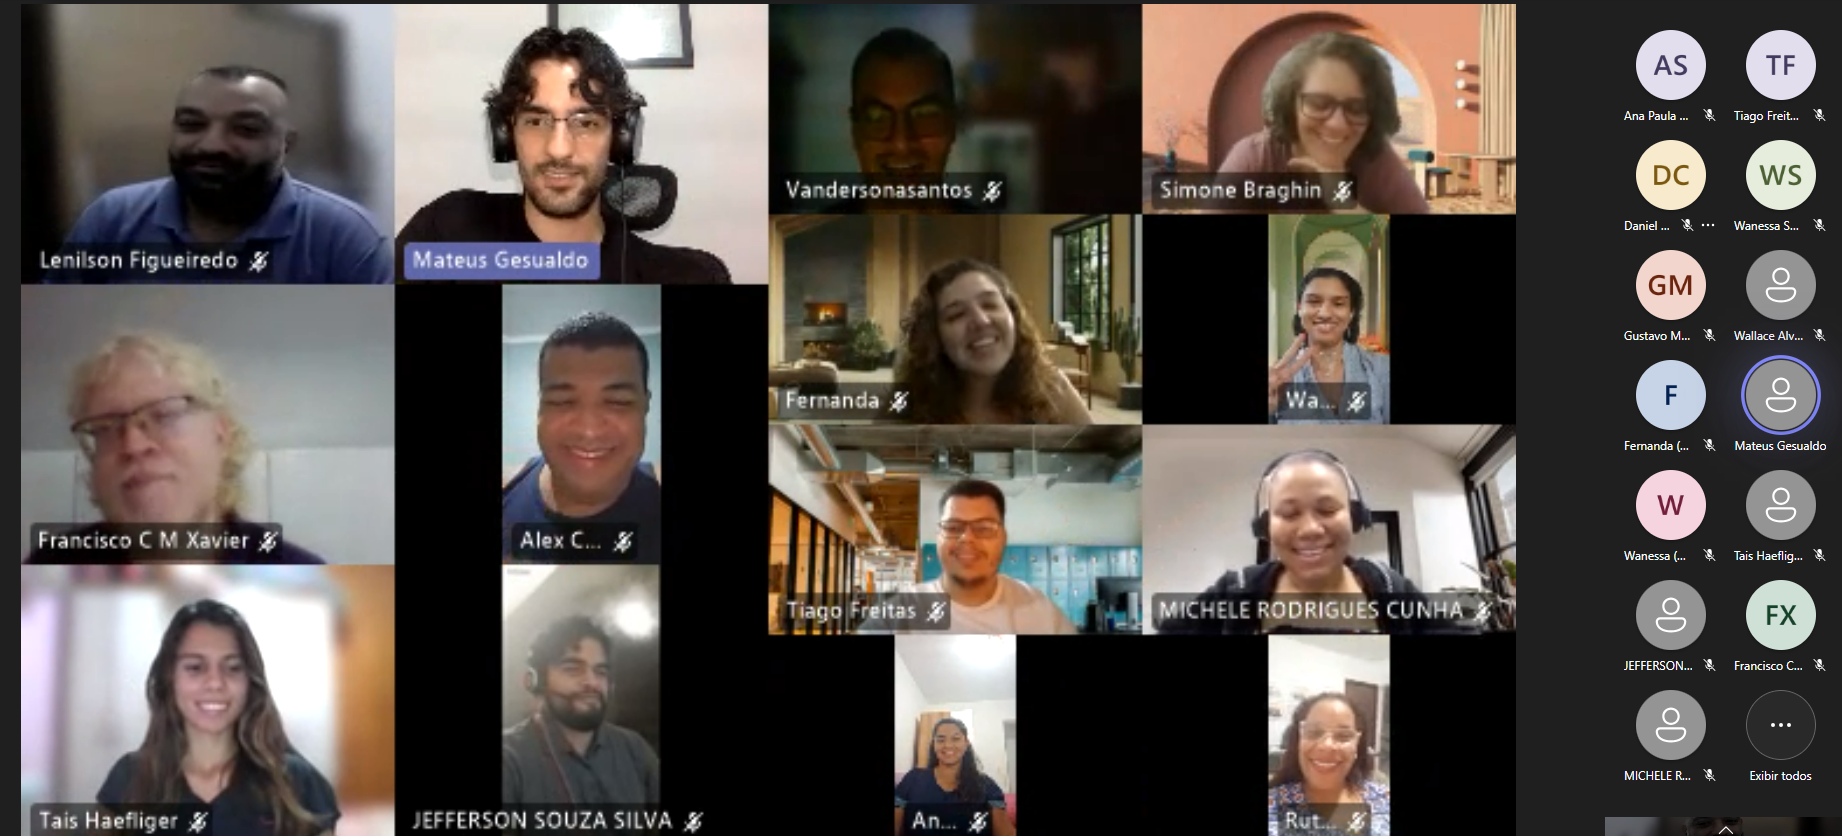 Lenilson Figueiredo
Mateus Gesualdo
Vandersonasantos
Simone Braghin
Fernanda
Wa...
Francisco C M Xavier
Alex C...
Tiago Freitas
MICHELE RODRIGUES CUNHA
Tais Haefliger
JEFFERSON SOUZA SILVA
An...
Rut...
AS
TF
Ana Paula ...
Tiago Freit...
DC
WS
Daniel ...
Wanessa S...
GM
Gustavo M...
Wallace Alv...
F
Fernanda (...
Mateus Gesualdo
W
Wanessa (...
Tais Haeflig...
FX
JEFFERSON...
Francisco C...
MICHELE R...
Exibir todos